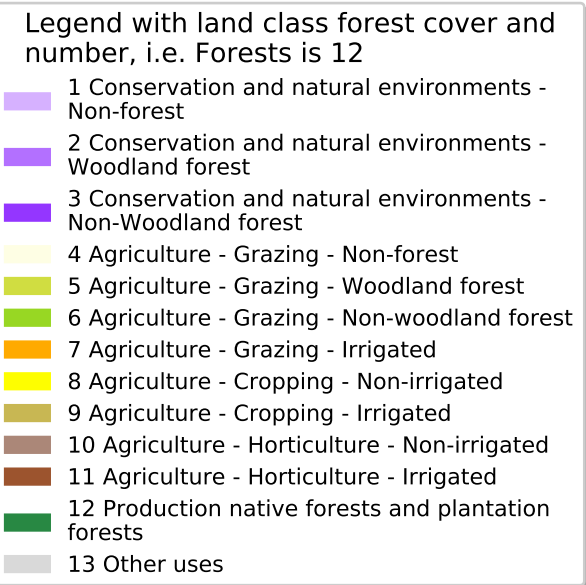 Legend with land class forest cover and
number, i.e. Forests is 12
1 Conservation and natural environments -
Non-forest
2 Conservation and natural environments -
Woodland forest
3 Conservation and natural environments -
Non-Woodland forest
4 Agriculture - Grazing - Non-forest
5 Agriculture - Grazing - Woodland forest
6 Agriculture - Grazing - Non-woodland forest
7 Agriculture - Grazing - Irrigated
8 Agriculture - Cropping - Non-irrigated
9 Agriculture - Cropping - Irrigated
10 Agriculture - Horticulture - Non-irrigated
11 Agriculture - Horticulture - Irrigated
12 Production native forests and plantation
forests
13 Other uses